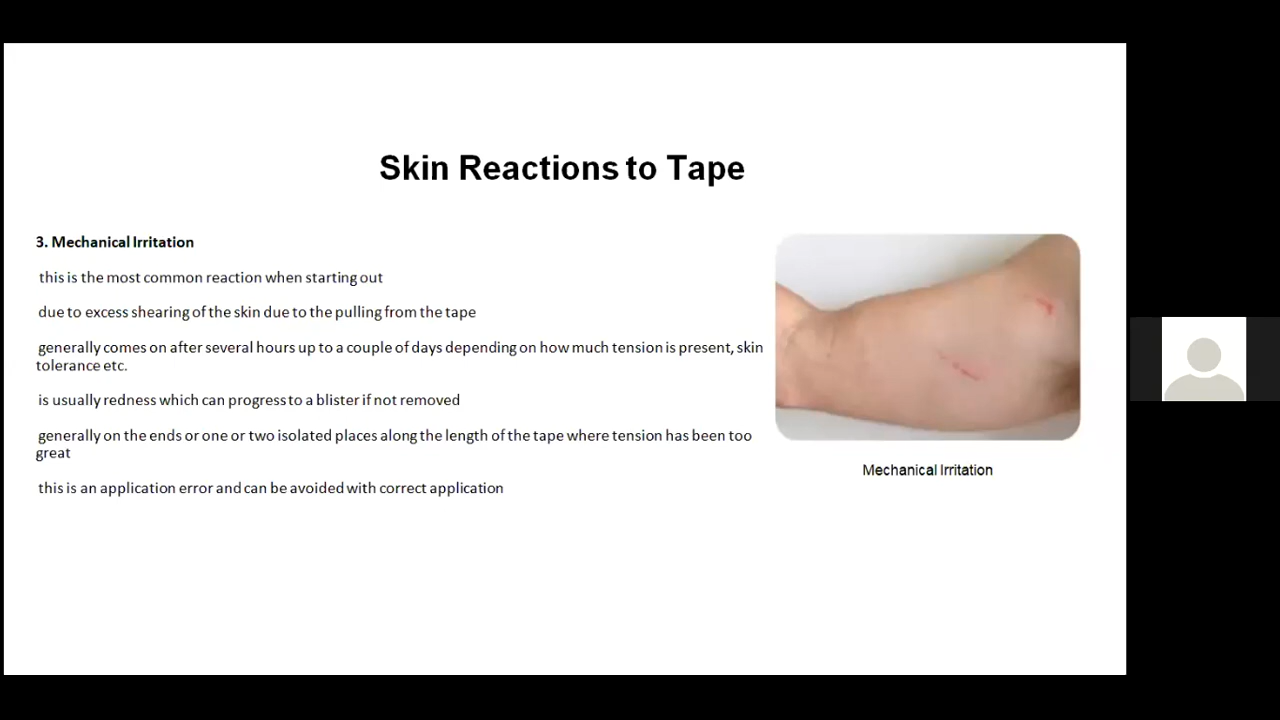 Skin Reactions to Tape
3. Mechanical Irritation
this is the most common reaction when starting out
due to excess shearing of the skin due to the pulling from the tape
generally comes on after several hours up to a couple of days depending on how much tension is present, skin
tolerance etc.
is usually redness which can progress to a blister if not removed
generally on the ends or one or two isolated places along the length of the tape where tension has been too
great
this is an application error and can be avoided with correct application
Mechanical Irritation